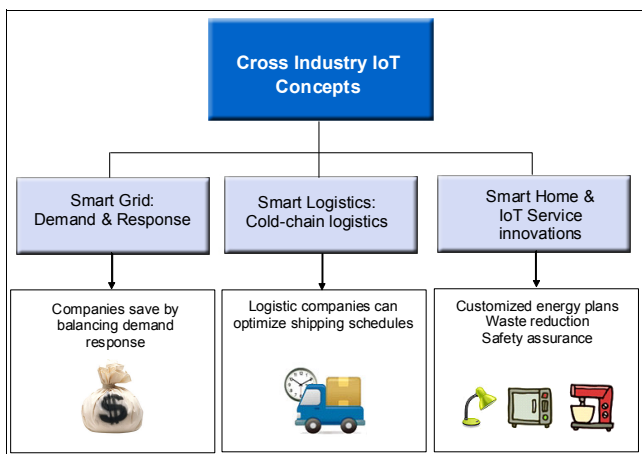 Cross Industry IoT
Concepts
Smart Grid:
Demand & Response
Smart Logistics:
Cold-chain logistics
Smart Home &
IoT Service
innovations
Companies save by
balancing demand
response
$
Logistic companies can
optimize shipping schedules
Customized energy plans
Waste reduction
Safety assurance